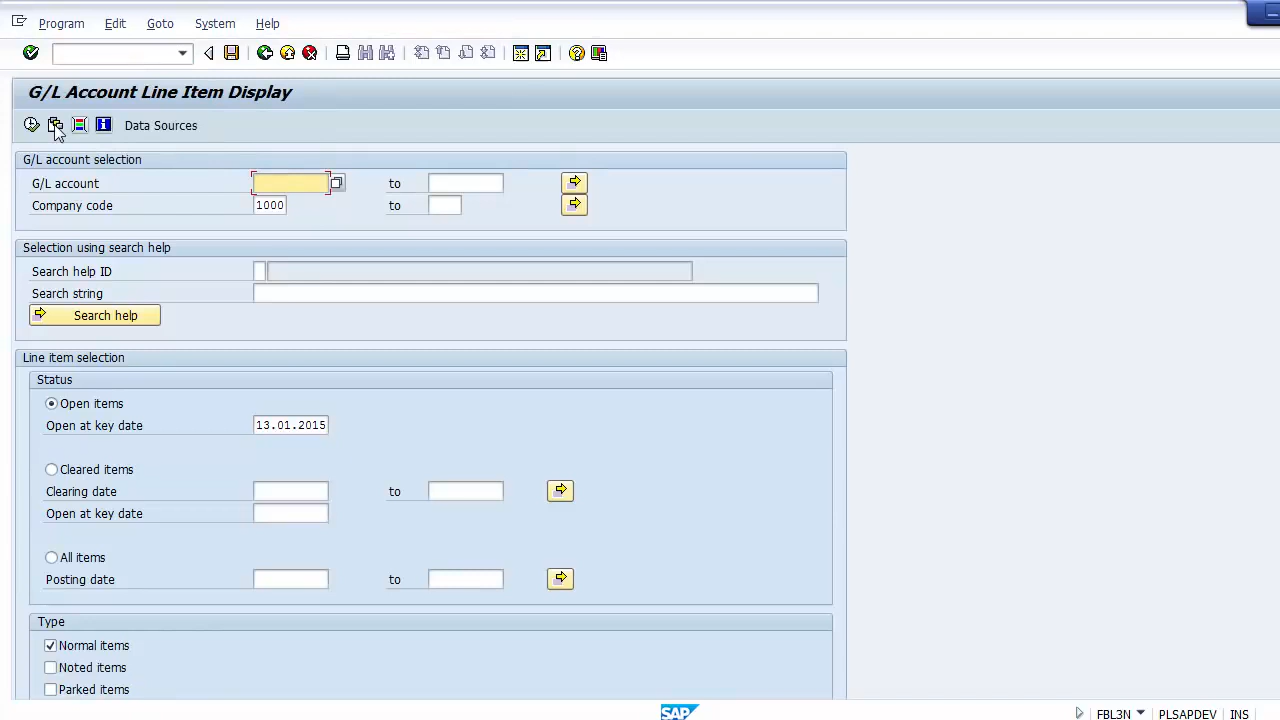 Program Edit Goto System Help
G/L Account Line Item Display
Data Sources
G/L account selection
G/L account to
Company code 1000 to
Selection using search help
Search help ID
Search string
Search help
Line item selection
Status
Open items
Open at key date 13.01.2015
Cleared items
Clearing date to
Open at key date
All items
Posting date to
Type
Normal items
Noted items
Parked items
SAP FBL3N PLSAPDEV INS